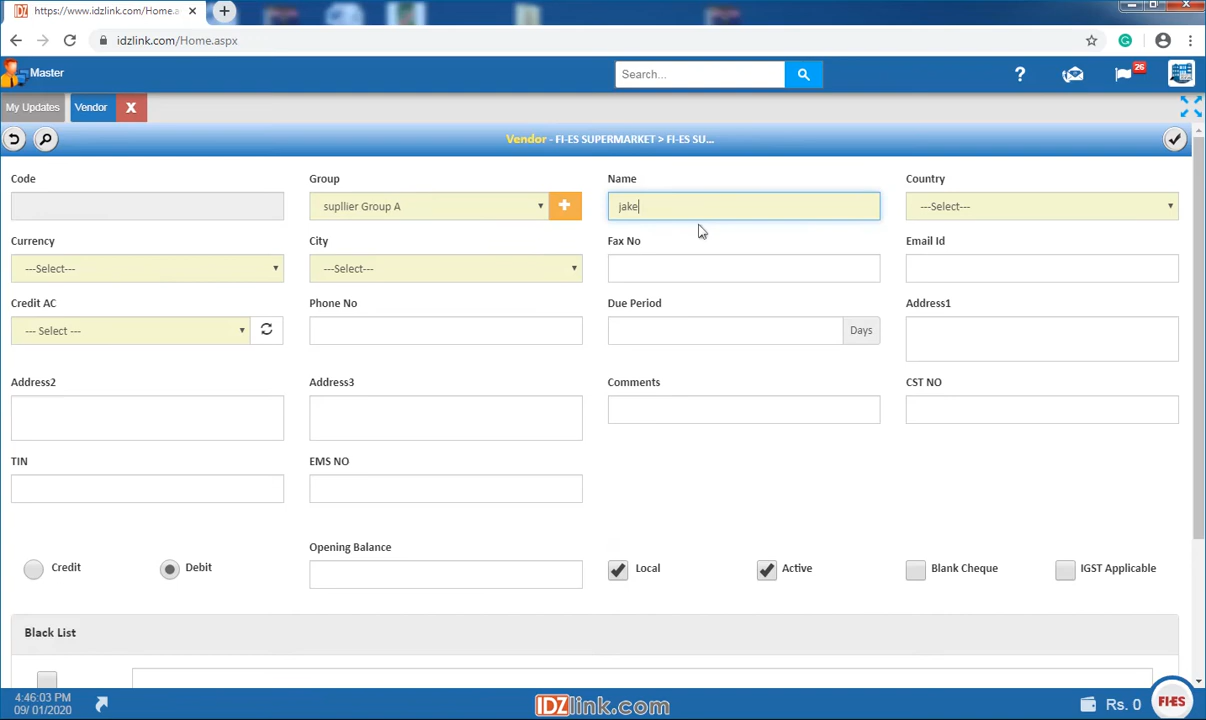 https://www.idzlink.com/Home.a
idzlink.com/Home.aspx
Master
Search...
?
26
My Updates
Vendor
X
Vendor - FI-ES SUPERMARKET > FI-ES SU...
Code
Group
Name
Country
supllier Group A
+
jake
---Select---
Currency
City
Fax No
Email Id
---Select---
---Select---
Credit AC
Phone No
Due Period
Address1
--- Select ---
Days
Address2
Address3
Comments
CST NO
TIN
EMS NO
Opening Balance
Credit
Debit
Local
Active
Blank Cheque
IGST Applicable
Black List
4:46:03 PM
09/01/2020
IDZlink.com
Rs. 0
FI-ES